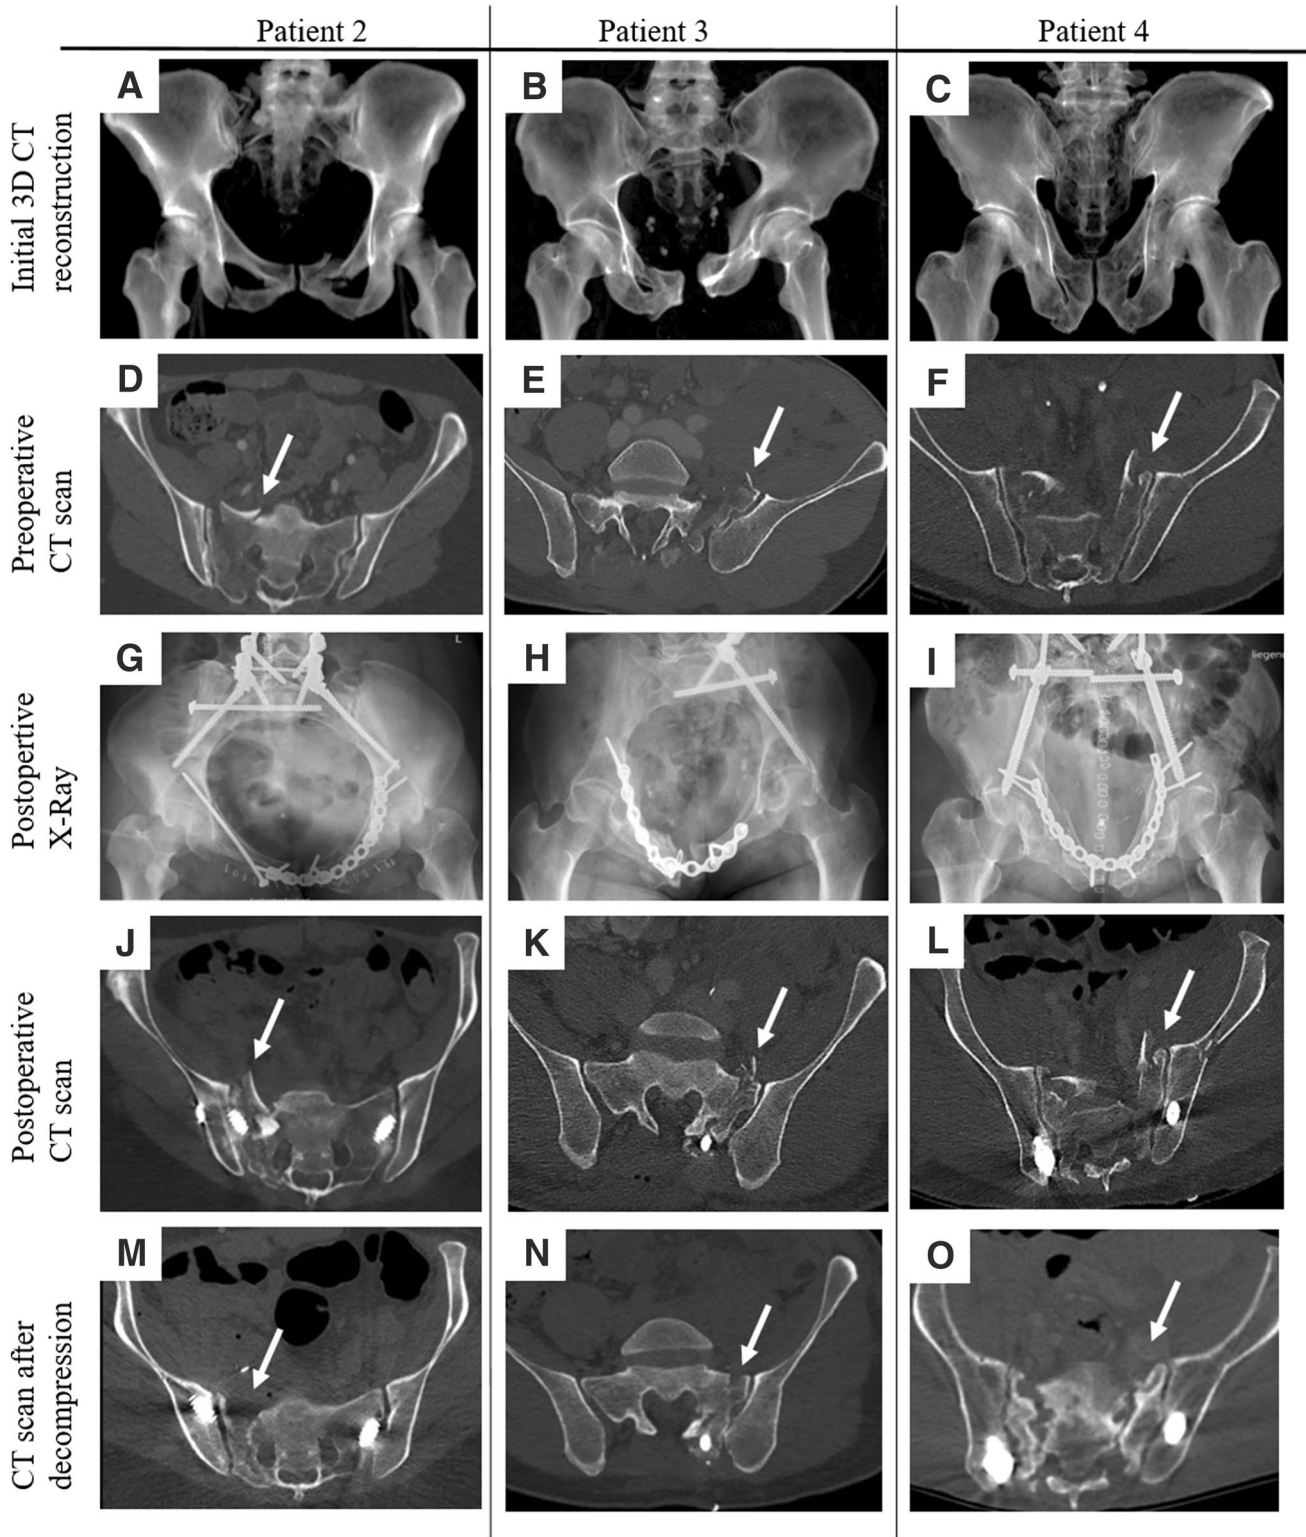 Patient 2
Patient 3
Patient 4
Initial 3D CT
reconstruction
A
B
C
Preoperative
CT scan
D
E
F
Postopertive
X-Ray
G
L
H
I
liegend
Postoperative
CT scan
J
K
L
CT scan after
decompression
M
N
O